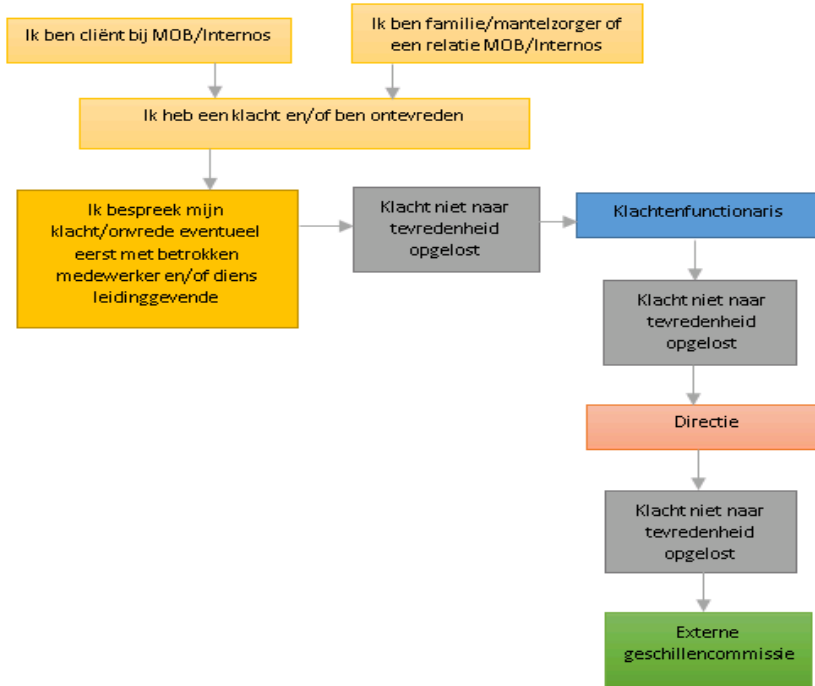 Ik ben cliënt bij MOB/Internos
Ik ben familie/mantelzorger of
een relatie MOB/Internos
Ik heb een klacht en/of ben ontevreden
Ik bespreek mijn
klacht/onvrede eventueel
eerst met betrokken
medewerker en/of diens
leidinggevende
Klacht niet naar
tevredenheid
opgelost
Klachtenfunctionaris
Klacht niet naar
tevredenheid
opgelost
Directie
Klacht niet naar
tevredenheid
opgelost
Externe
geschillencommissie